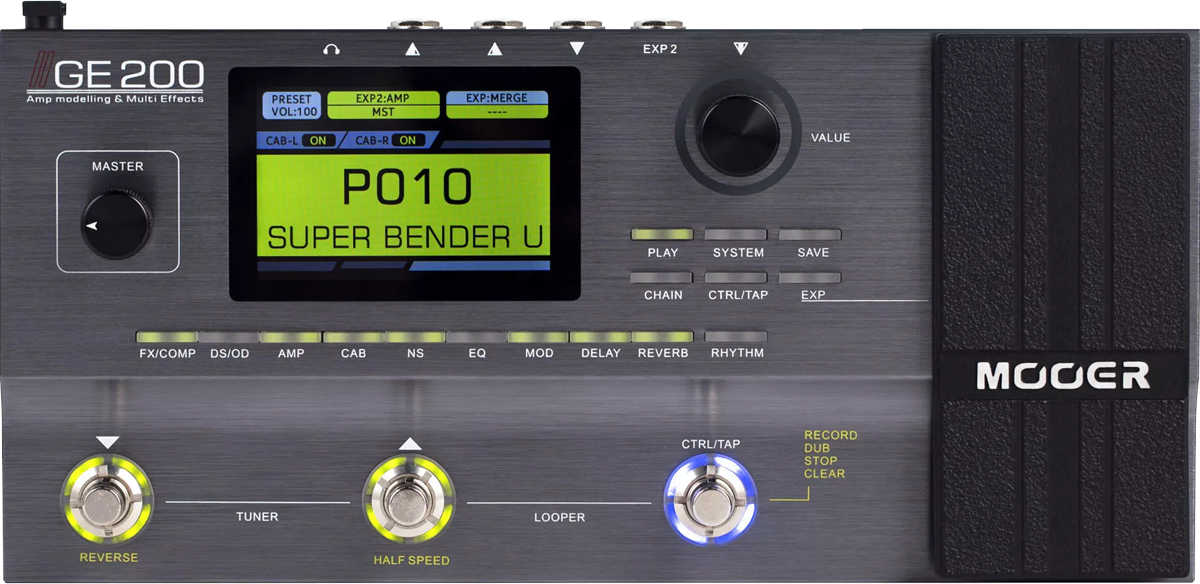 EXP 2
GE 200
Amp modelling & Multi Effects
PRESET
VOL:100
EXP2:AMP
MST
EXP:MERGE
----
CAB-L ON
CAB-R ON
P010
SUPER BENDER U
MASTER
VALUE
PLAY SYSTEM SAVE
CHAIN CTRL/TAP EXP
FX/COMP DS/OD AMP CAB NS EQ MOD DELAY REVERB RHYTHM
MOOER
CTRL/TAP
RECORD
DUB
STOP
CLEAR
TUNER
LOOPER
REVERSE
HALF SPEED